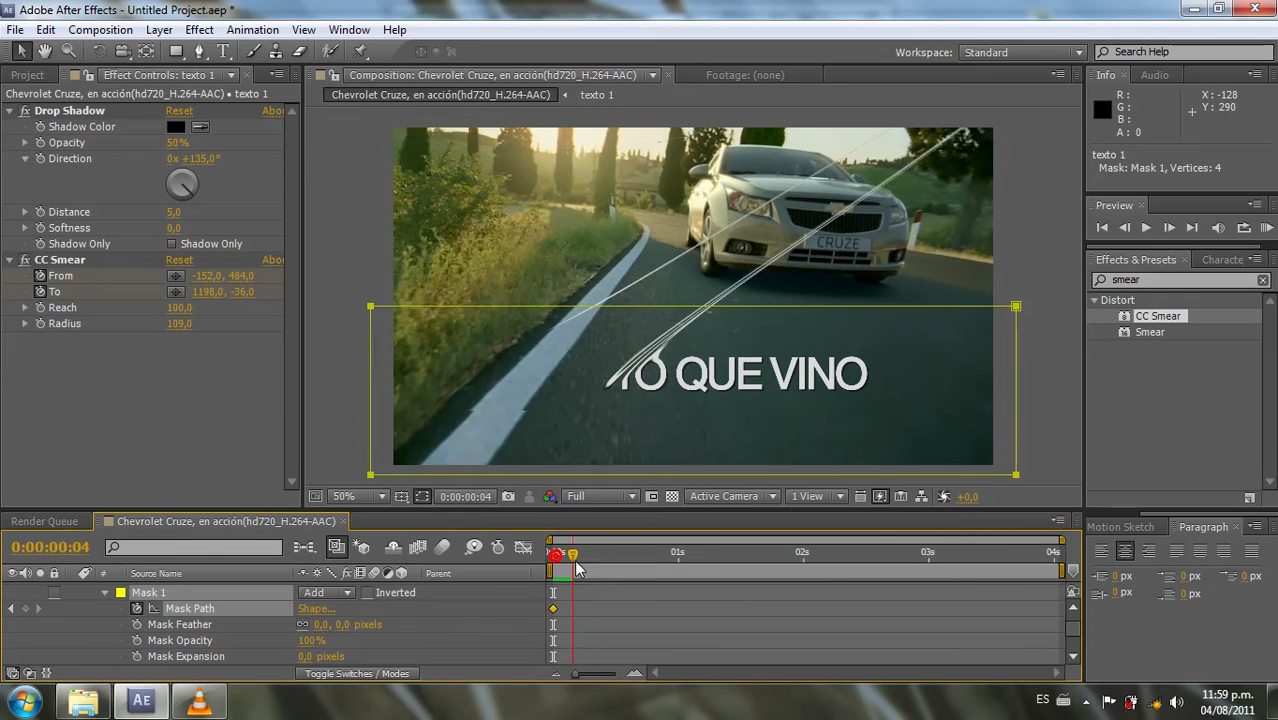 Adobe After Effects - Untitled Project.aep *
File Edit Composition Layer Effect Animation View Window Help
Workspace: Standard Search Help
Project Effect Controls: texto 1 Composition: Chevrolet Cruze, en acción(hd720_H.264-AAC) Footage: (none) Info Audio
Chevrolet Cruze, en acción(hd720_H.264-AAC) • texto 1
Chevrolet Cruze, en acción(hd720_H.264-AAC) texto 1
Drop Shadow Reset Abou
Shadow Color
Opacity 50%
Direction 0x +135,0°
Distance 5,0
Softness 0,0
Shadow Only Shadow Only
CC Smear Reset Abou
From -152,0, 484,0
To 1198,0, -36,0
Reach 100,0
Radius 109,0
CRUZE
TO QUE VINO
R: X: -128
G: Y: 290
B:
A: 0
texto 1
Mask: Mask 1, Vertices: 4
Preview
Effects & Presets Characte
smear
Distort
CC Smear
Smear
50% 0:00:00:04 Full Active Camera 1 View +0,0
Render Queue Chevrolet Cruze, en acción(hd720_H.264-AAC)
0:00:00:04
01s 02s 03s 04s
# Source Name Parent
Mask 1 Add Inverted
Mask Path Shape...
Mask Feather 0,0, 0,0 pixels
Mask Opacity 100%
Mask Expansion 0,0 pixels
Toggle Switches / Modes
Motion Sketch Paragraph
0 px 0 px 0 px
0 px 0 px
AE
ES 11:59 p.m.
04/08/2011